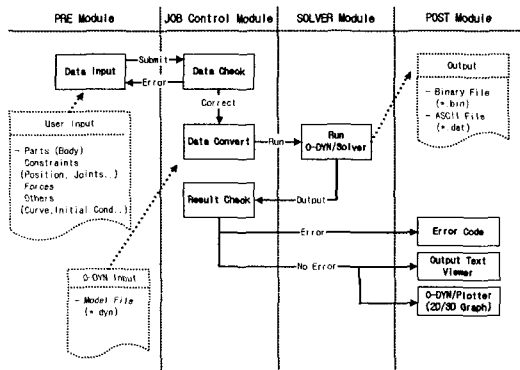 PRE Module
JOB Control Module
SOLVER Module
POST Module
Data Input
Submit
Error
Data Check
Correct
User Input
- Parts (Body)
Constraints
(Position, Joints..)
Forces
Others
(Curve,Initial Cond..)
Data Convert
Run
Run
O-DYN/Solver
Output
- Binary File
(*.bin)
- ASCII File
(*.dat)
Result Check
Output
Error
Error Code
No Error
Output Text
Viewer
O-DYN/Plotter
(2D/3D Graph)
O-DYN Input
- Model File
(*.dyn)